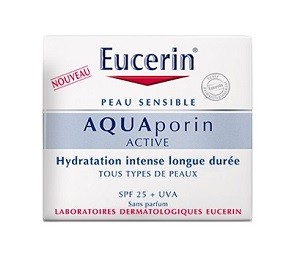 NOUVEAU
Eucerin®
PEAU SENSIBLE
AQUAporin
ACTIVE
Hydratation intense longue durée
TOUS TYPES DE PEAUX
SPF 25 + UVA
Sans parfum
LABORATOIRES DERMATOLOGIQUES EUCERIN